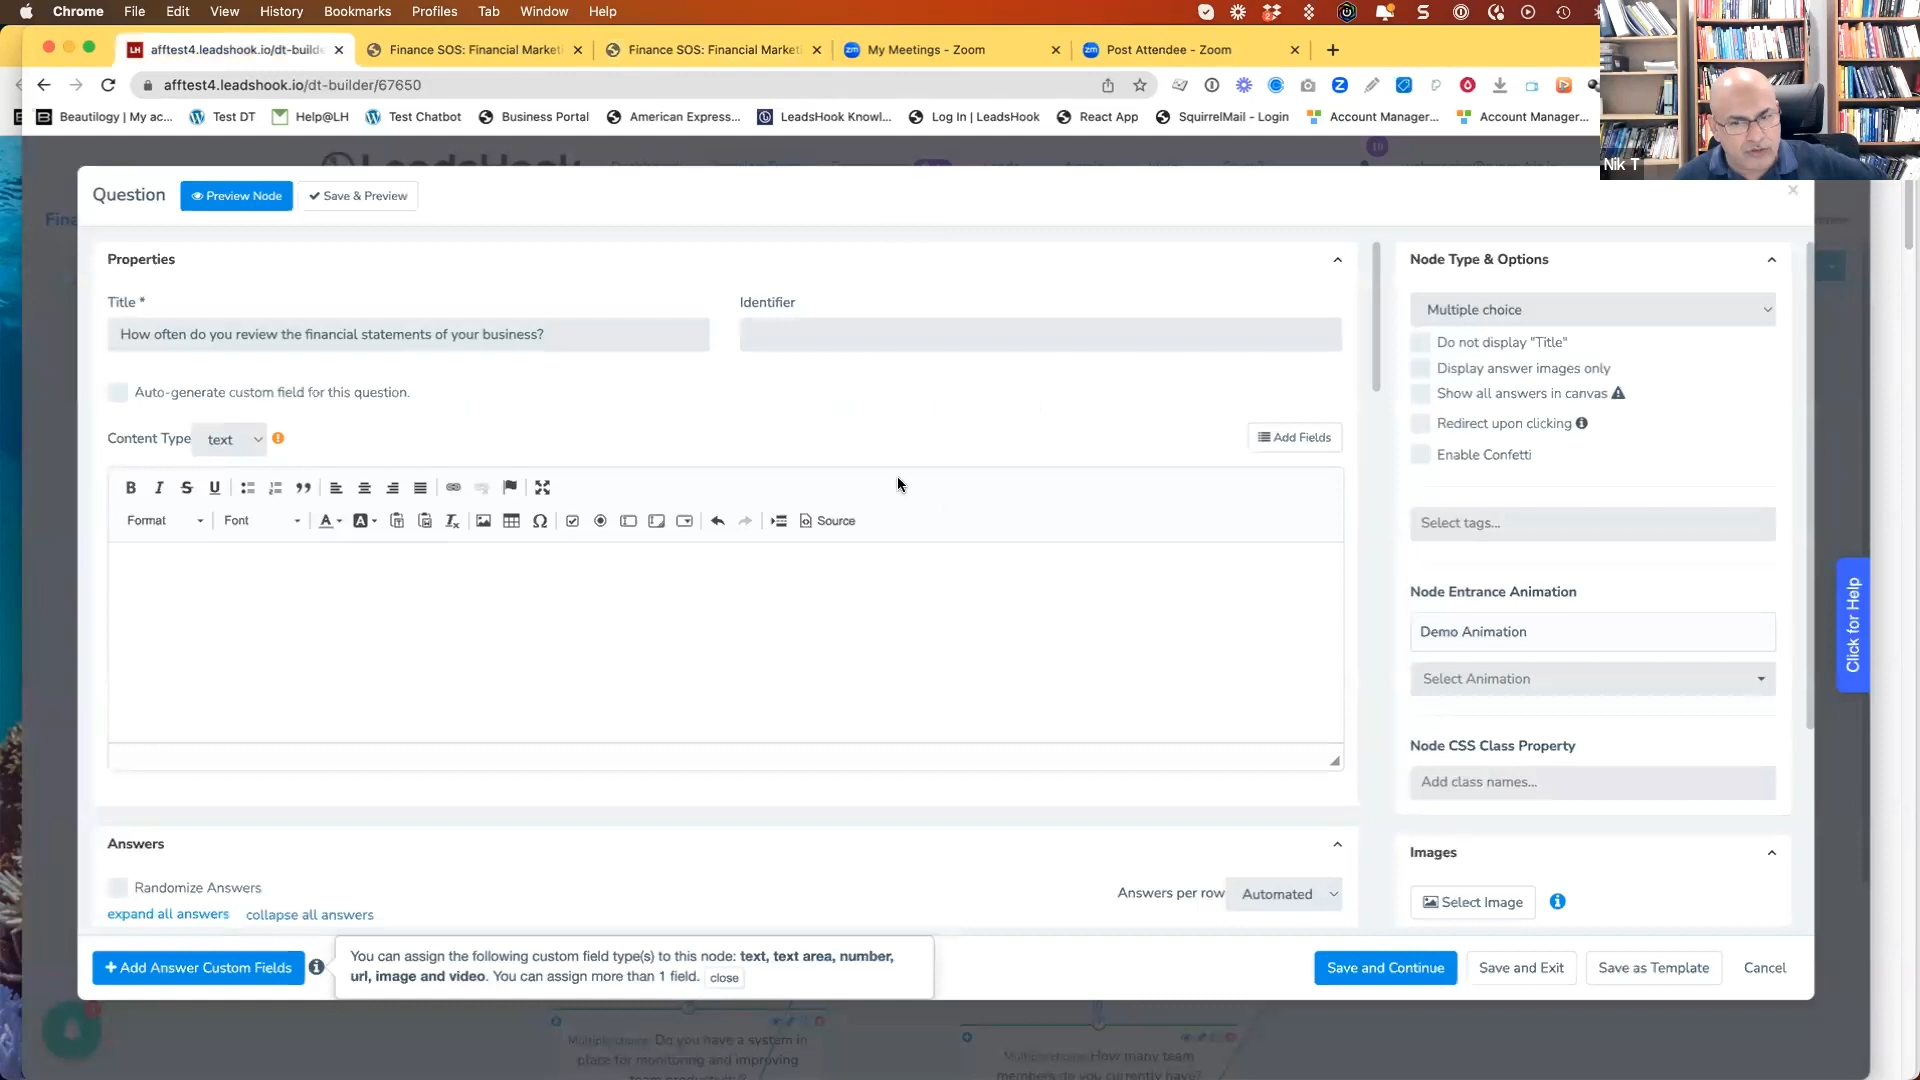 Chrome File Edit View History Bookmarks Profiles Tab Window Help
afftest4.leadshook.io/dt-builde Finance SOS: Financial Market Finance SOS: Financial Market My Meetings - Zoom Post Attendee - Zoom
afftest4.leadshook.io/dt-builder/67650
Beautilogy | My ac... Test DT Help@LH Test Chatbot Business Portal American Express... LeadsHook Knowl... Log In | LeadsHook React App SquirrelMail - Login Account Manager... Account Manager...
Nik T
10
Question Preview Node Save & Preview
Properties
Title * Identifier
How often do you review the financial statements of your business?
Auto-generate custom field for this question.
Content Type text Add Fields
Format Font Source
Answers
Randomize Answers
Answers per row Automated
expand all answers collapse all answers
Node Type & Options
Multiple choice
Do not display "Title"
Display answer images only
Show all answers in canvas
Redirect upon clicking
Enable Confetti
Select tags...
Node Entrance Animation
Demo Animation
Select Animation
Node CSS Class Property
Add class names...
Images
Select Image
Click for Help
+ Add Answer Custom Fields
You can assign the following custom field type(s) to this node: text, text area, number,
url, image and video. You can assign more than 1 field. close
Save and Continue Save and Exit Save as Template Cancel
Multiple choice: Do you have a system in
place for monitoring and improving
team productivity?
Multiple choice: How many team
members do you currently have?